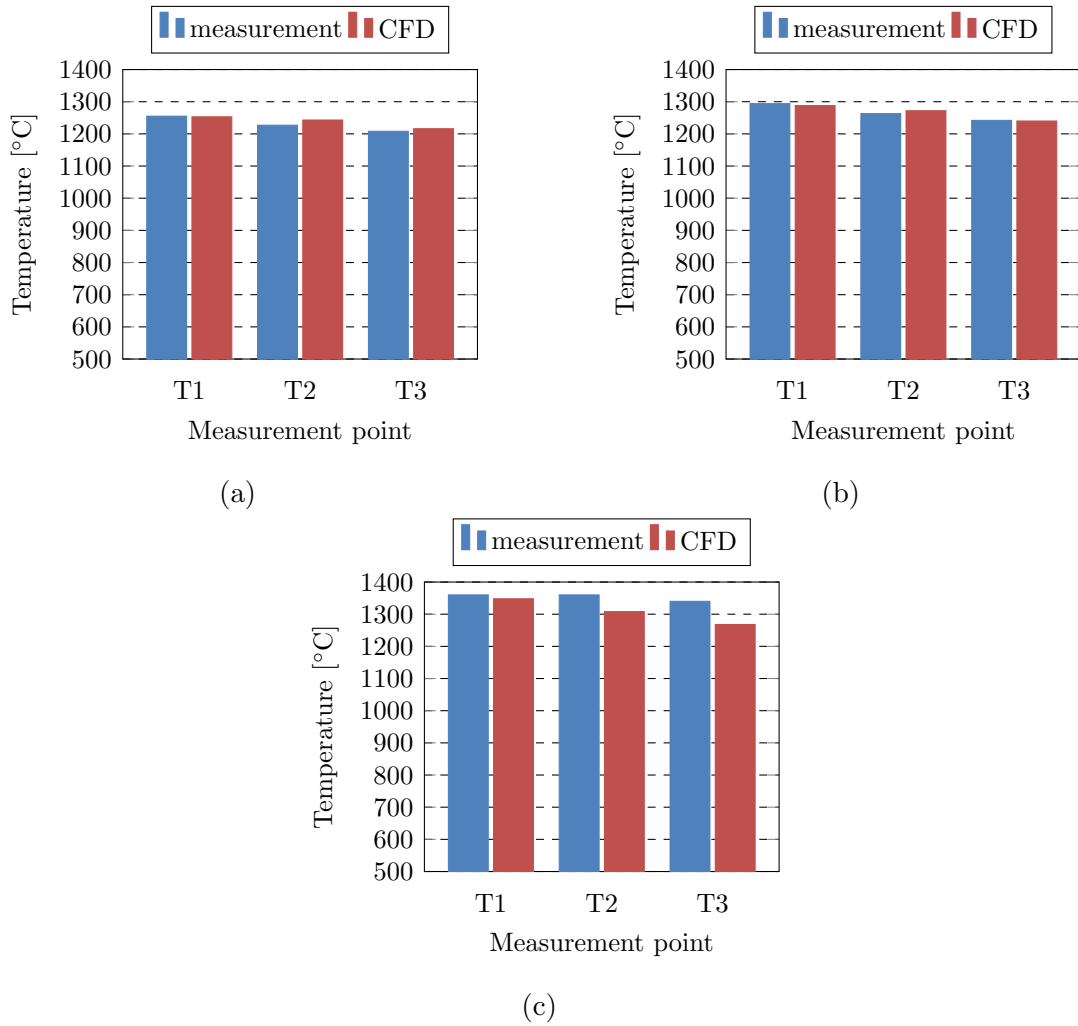 measurement CFD
1400
1300
1200
1100
1000
900
800
700
600
500
Temperature [°C]
T1 T2 T3
Measurement point
(a)
measurement CFD
1400
1300
1200
1100
1000
900
800
700
600
500
Temperature [°C]
T1 T2 T3
Measurement point
(b)
measurement CFD
1400
1300
1200
1100
1000
900
800
700
600
500
Temperature [°C]
T1 T2 T3
Measurement point
(c)